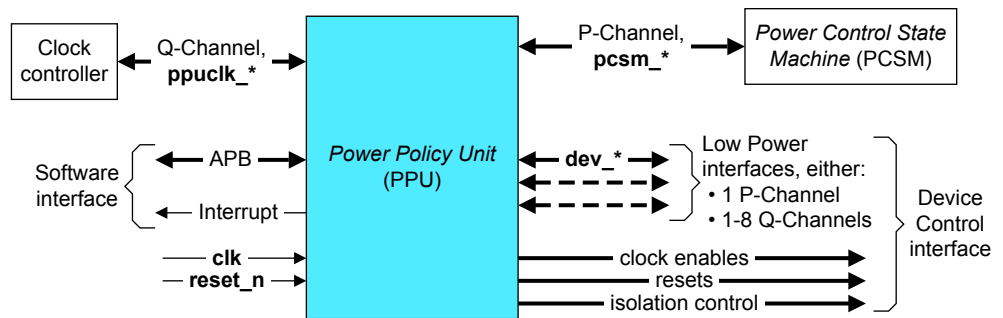 Clock
controller
Q-Channel,
ppuclk_*
P-Channel,
pcsm_*
Power Control State
Machine (PCSM)
Software
interface
APB
Interrupt
clk
reset_n
Power Policy Unit
(PPU)
dev_*
Low Power
interfaces, either:
• 1 P-Channel
• 1-8 Q-Channels
clock enables
resets
isolation control
Device
Control
interface